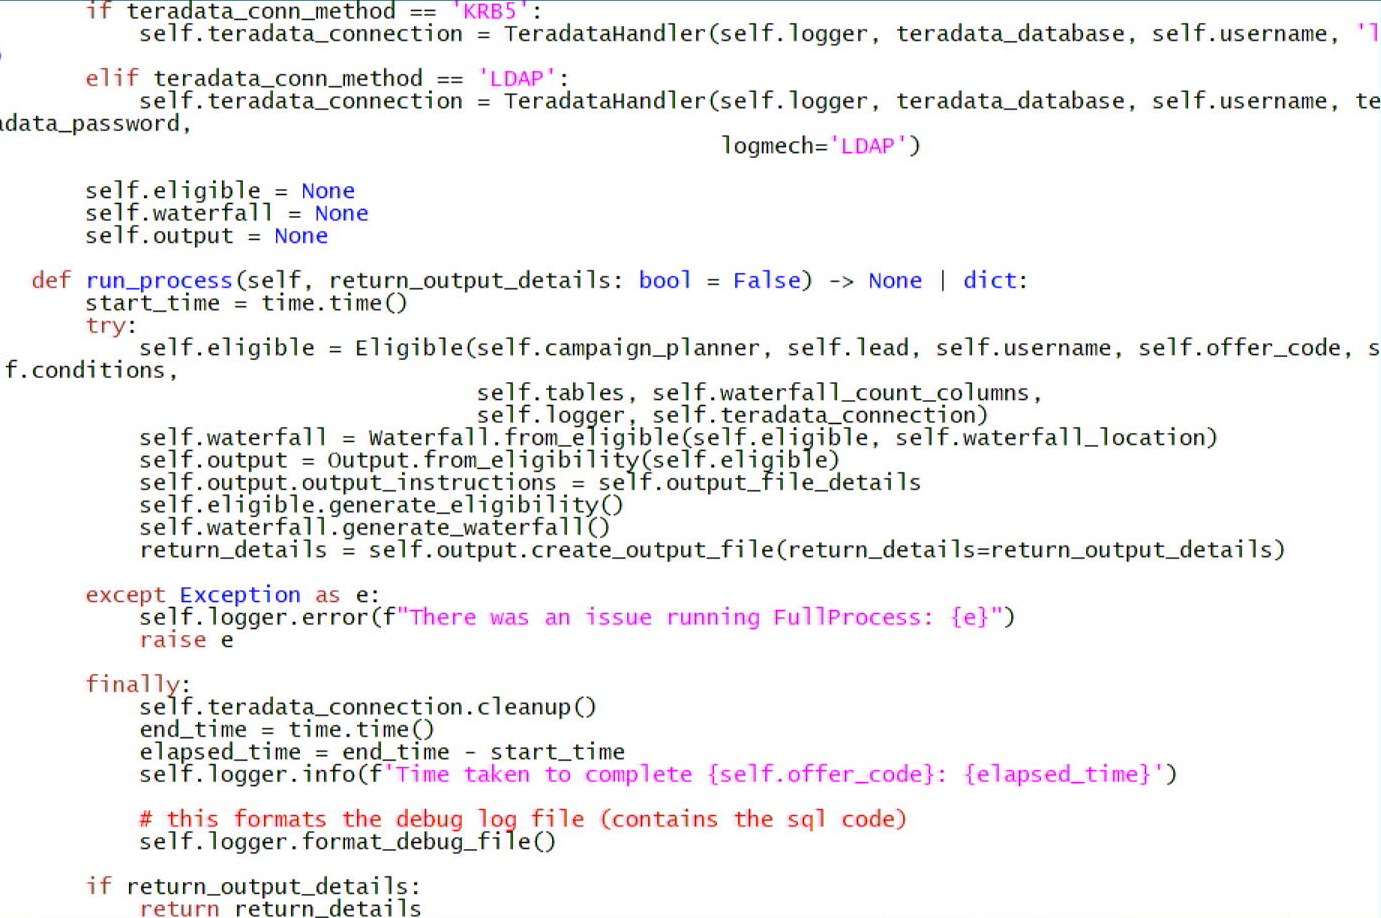 if teradata_conn_method == 'KRB5':
            self.teradata_connection = TeradataHandler(self.logger, teradata_database, self.username, 'l
        elif teradata_conn_method == 'LDAP':
            self.teradata_connection = TeradataHandler(self.logger, teradata_database, self.username, te
adata_password,
                                                       logmech='LDAP')

        self.eligible = None
        self.waterfall = None
        self.output = None

    def run_process(self, return_output_details: bool = False) -> None | dict:
        start_time = time.time()
        try:
            self.eligible = Eligible(self.campaign_planner, self.lead, self.username, self.offer_code, s
f.conditions,
                                     self.tables, self.waterfall_count_columns,
                                     self.logger, self.teradata_connection)
            self.waterfall = Waterfall.from_eligible(self.eligible, self.waterfall_location)
            self.output = Output.from_eligibility(self.eligible)
            self.output.output_instructions = self.output_file_details
            self.eligible.generate_eligibility()
            self.waterfall.generate_waterfall()
            return_details = self.output.create_output_file(return_details=return_output_details)

        except Exception as e:
            self.logger.error(f"There was an issue running FullProcess: {e}")
            raise e

        finally:
            self.teradata_connection.cleanup()
            end_time = time.time()
            elapsed_time = end_time - start_time
            self.logger.info(f'Time taken to complete {self.offer_code}: {elapsed_time}')

            # this formats the debug log file (contains the sql code)
            self.logger.format_debug_file()

        if return_output_details:
            return return_details